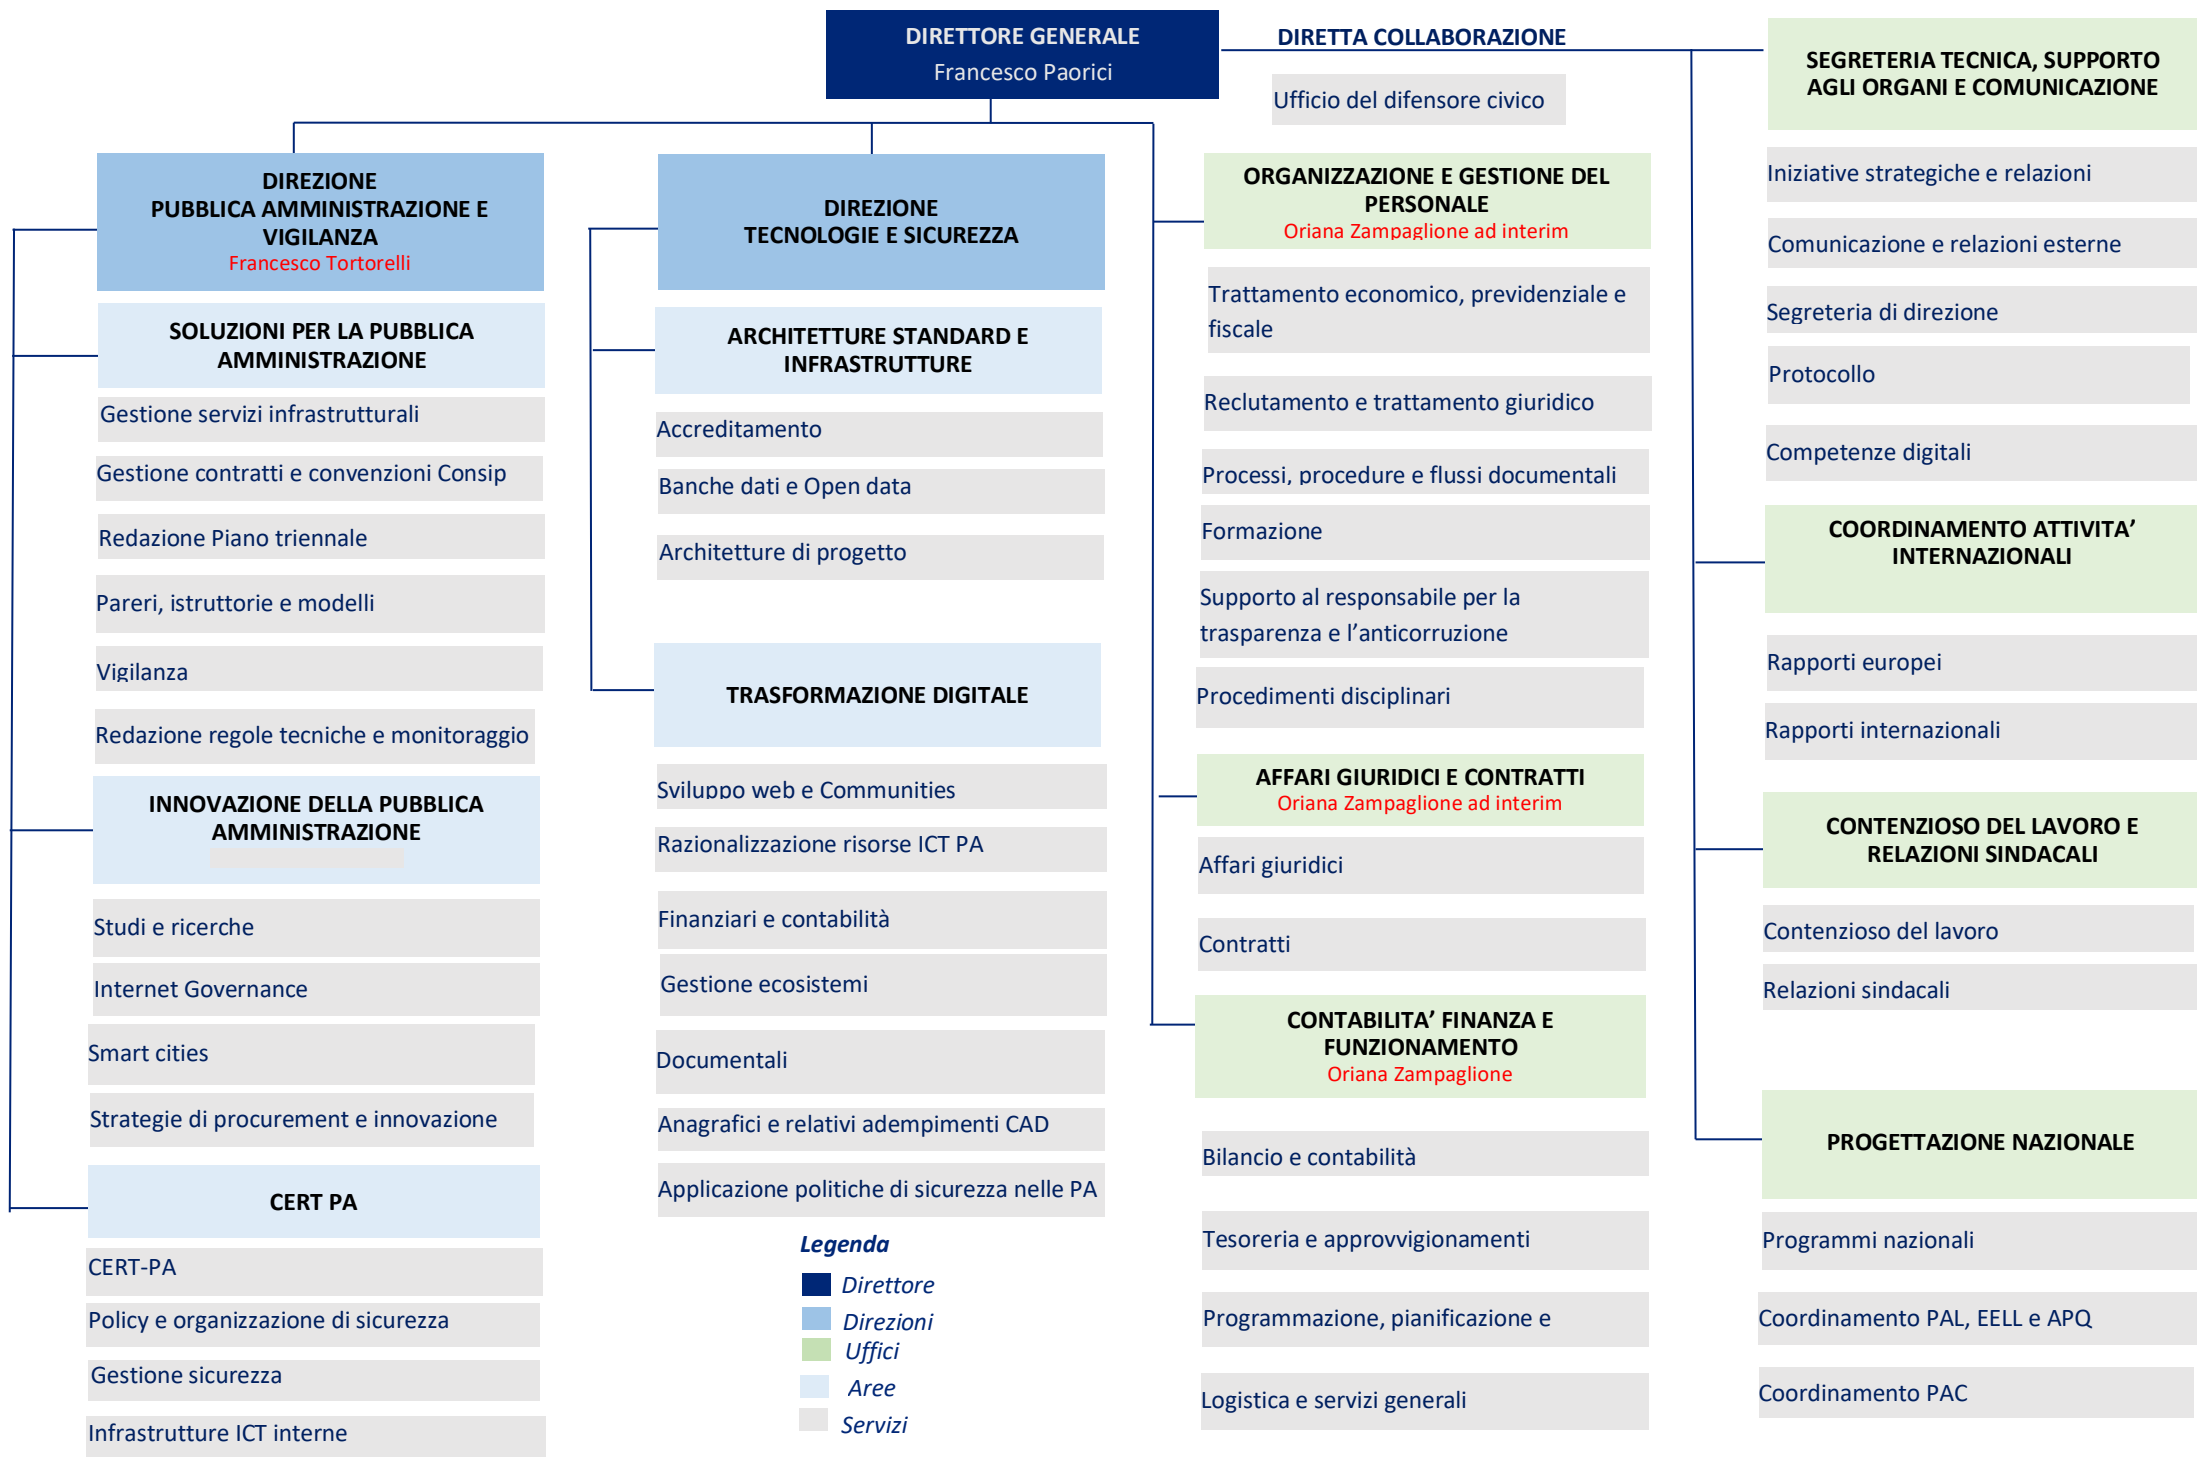 DIRETTORE GENERALE
Francesco Paorici
DIRETTA COLLABORAZIONE
Ufficio del difensore civico
DIREZIONE
PUBBLICA AMMINISTRAZIONE E
VIGILANZA
Francesco Tortorelli
SOLUZIONI PER LA PUBBLICA
AMMINISTRAZIONE
Gestione servizi infrastrutturali
Gestione contratti e convenzioni Consip
Redazione Piano triennale
Pareri, istruttorie e modelli
Vigilanza
Redazione regole tecniche e monitoraggio
INNOVAZIONE DELLA PUBBLICA
AMMINISTRAZIONE
Studi e ricerche
Internet Governance
Smart cities
Strategie di procurement e innovazione
CERT PA
CERT-PA
Policy e organizzazione di sicurezza
Gestione sicurezza
Infrastrutture ICT interne
DIREZIONE
TECNOLOGIE E SICUREZZA
ARCHITETTURE STANDARD E
INFRASTRUTTURE
Accreditamento
Banche dati e Open data
Architetture di progetto
TRASFORMAZIONE DIGITALE
Sviluppo web e Communities
Razionalizzazione risorse ICT PA
Finanziari e contabilità
Gestione ecosistemi
Documentali
Anagrafici e relativi adempimenti CAD
Applicazione politiche di sicurezza nelle PA
Legenda
Direttore
Direzioni
Uffici
Aree
Servizi
ORGANIZZAZIONE E GESTIONE DEL
PERSONALE
Oriana Zampaglione ad interim
Trattamento economico, previdenziale e
fiscale
Reclutamento e trattamento giuridico
Processi, procedure e flussi documentali
Formazione
Supporto al responsabile per la
trasparenza e l’anticorruzione
Procedimenti disciplinari
AFFARI GIURIDICI E CONTRATTI
Oriana Zampaglione ad interim
Affari giuridici
Contratti
CONTABILITA’ FINANZA E
FUNZIONAMENTO
Oriana Zampaglione
Bilancio e contabilità
Tesoreria e approvvigionamenti
Programmazione, pianificazione e
Logistica e servizi generali
SEGRETERIA TECNICA, SUPPORTO
AGLI ORGANI E COMUNICAZIONE
Iniziative strategiche e relazioni
Comunicazione e relazioni esterne
Segreteria di direzione
Protocollo
Competenze digitali
COORDINAMENTO ATTIVITA’
INTERNAZIONALI
Rapporti europei
Rapporti internazionali
CONTENZIOSO DEL LAVORO E
RELAZIONI SINDACALI
Contenzioso del lavoro
Relazioni sindacali
PROGETTAZIONE NAZIONALE
Programmi nazionali
Coordinamento PAL, EELL e APQ
Coordinamento PAC